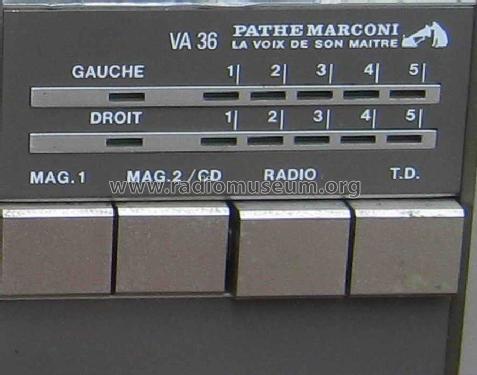 VA 36 PATHE MARCONI
LA VOIX DE SON MAITRE
GAUCHE 1 2 3 4 5
DROIT 1 2 3 4 5
MAG.1 MAG.2/CD RADIO T.D.
www.radiomuseum.org